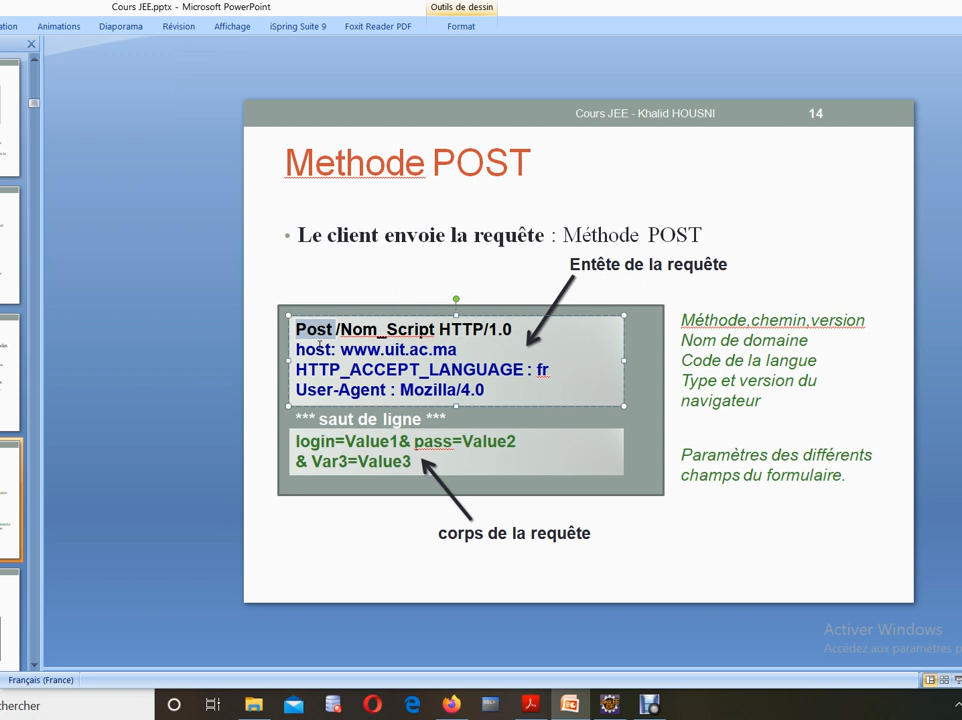 Cours JEE.pptx - Microsoft PowerPoint
Outils de dessin
ation Animations Diaporama Révision Affichage iSpring Suite 9 Foxit Reader PDF Format
Cours JEE - Khalid HOUSNI 14
Methode POST
• Le client envoie la requête : Méthode POST
Entête de la requête
Post /Nom_Script HTTP/1.0
host: www.uit.ac.ma
HTTP_ACCEPT_LANGUAGE : fr
User-Agent : Mozilla/4.0
*** saut de ligne ***
login=Value1& pass=Value2
& Var3=Value3
Méthode,chemin,version
Nom de domaine
Code de la langue
Type et version du
navigateur
Paramètres des différents
champs du formulaire.
corps de la requête
Activer Windows
Accédez aux paramètres p
Français (France)
hercher